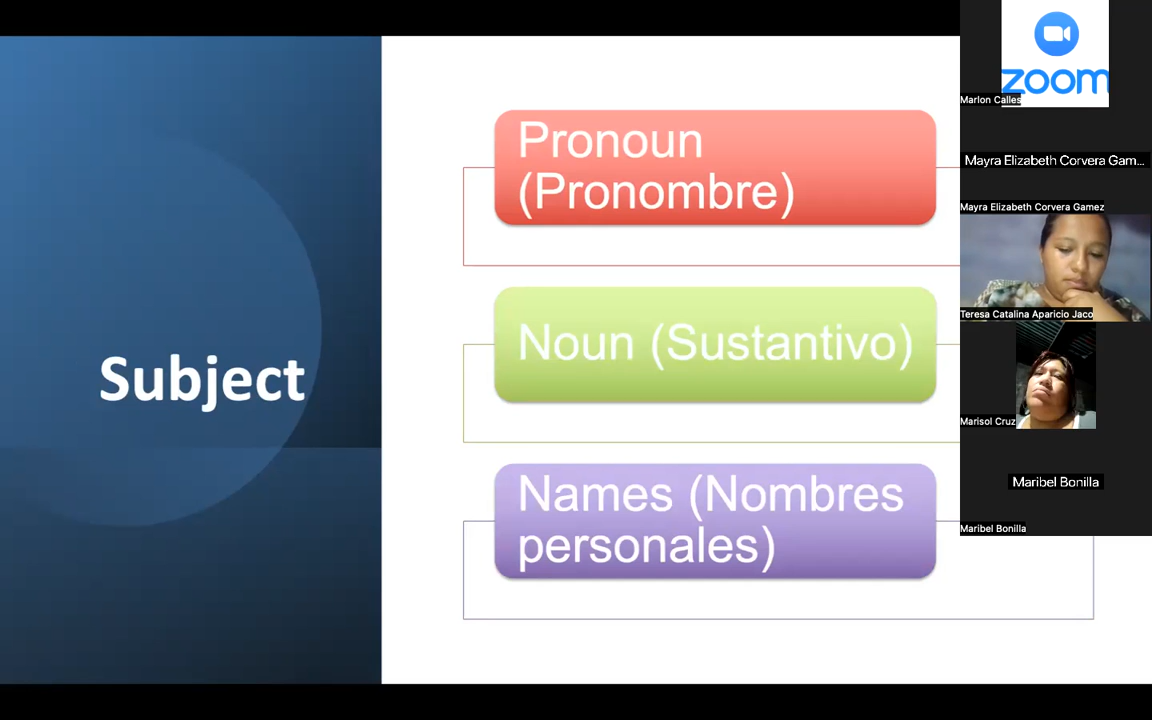 Subject
Pronoun
(Pronombre)
Noun (Sustantivo)
Names (Nombres
personales)
zoom
Marlon Calles
Mayra Elizabeth Corvera Gam...
Mayra Elizabeth Corvera Gamez
Teresa Catalina Aparicio Jaco
Marisol Cruz
Maribel Bonilla
Maribel Bonilla